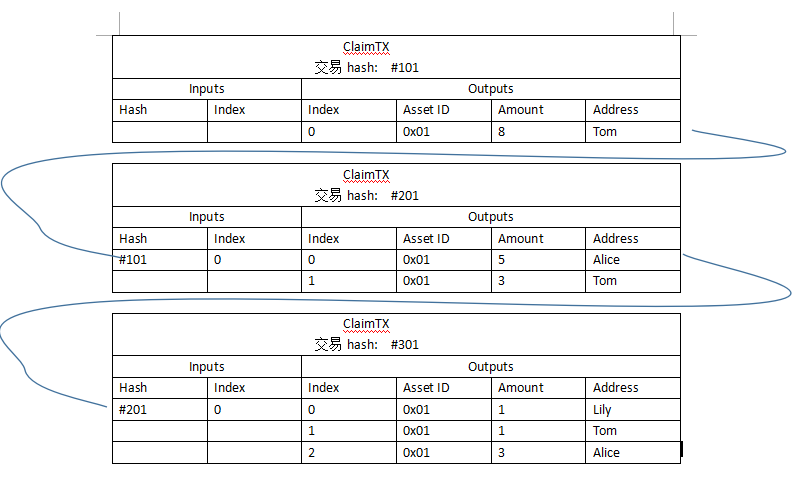 ClaimTX
交易 hash: #101
Inputs Outputs
Hash Index Index Asset ID Amount Address
0 0x01 8 Tom
ClaimTX
交易 hash: #201
Inputs Outputs
Hash Index Index Asset ID Amount Address
#101 0 0 0x01 5 Alice
1 0x01 3 Tom
ClaimTX
交易 hash: #301
Inputs Outputs
Hash Index Index Asset ID Amount Address
#201 0 0 0x01 1 Lily
1 0x01 1 Tom
2 0x01 3 Alice